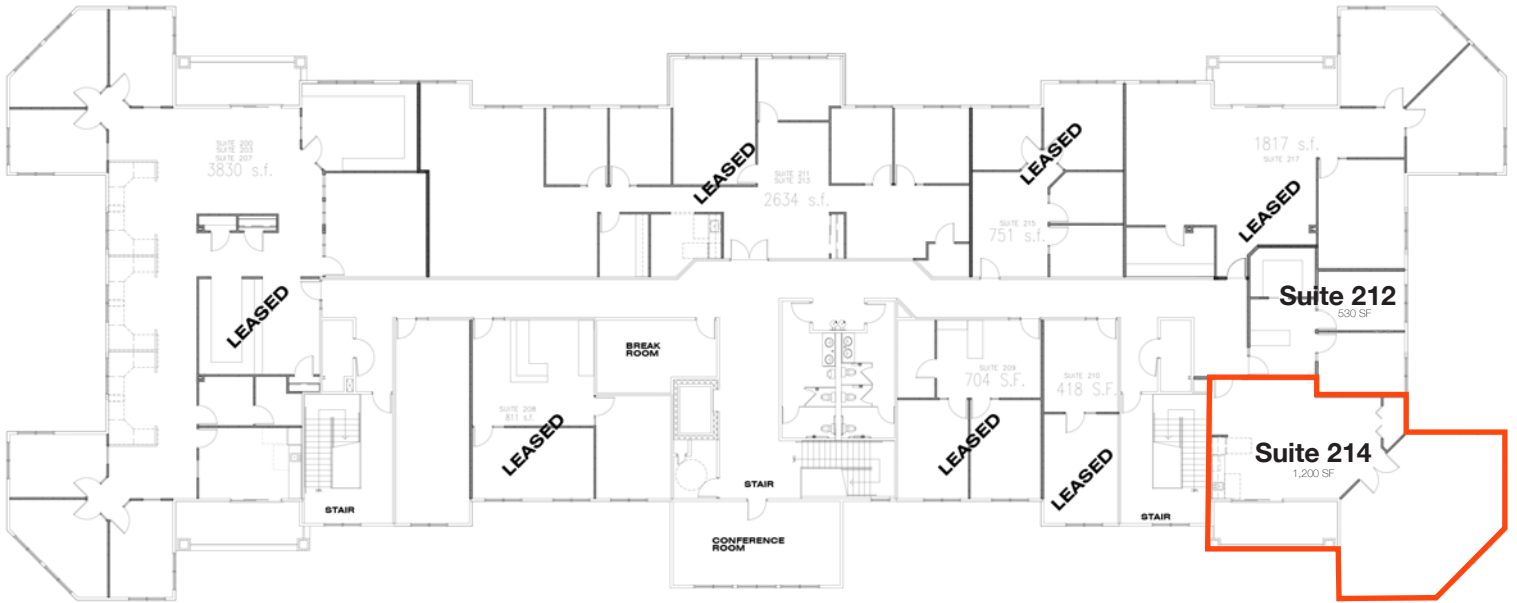 SUITE 200
SUITE 203
SUITE 207
3830 s.f.
LEASED
LEASED
SUITE 211
SUITE 213
2634 s.f.
LEASED
SUITE 215
751 s.f.
1817 s.f.
SUITE 217
LEASED
Suite 212
530 SF
BREAK
ROOM
SUITE 208
811 s.f.
LEASED
SUITE 209
704 S.F.
LEASED
SUITE 210
418 S.F.
LEASED
Suite 214
1,200 SF
STAIR
STAIR
STAIR
CONFERENCE
ROOM